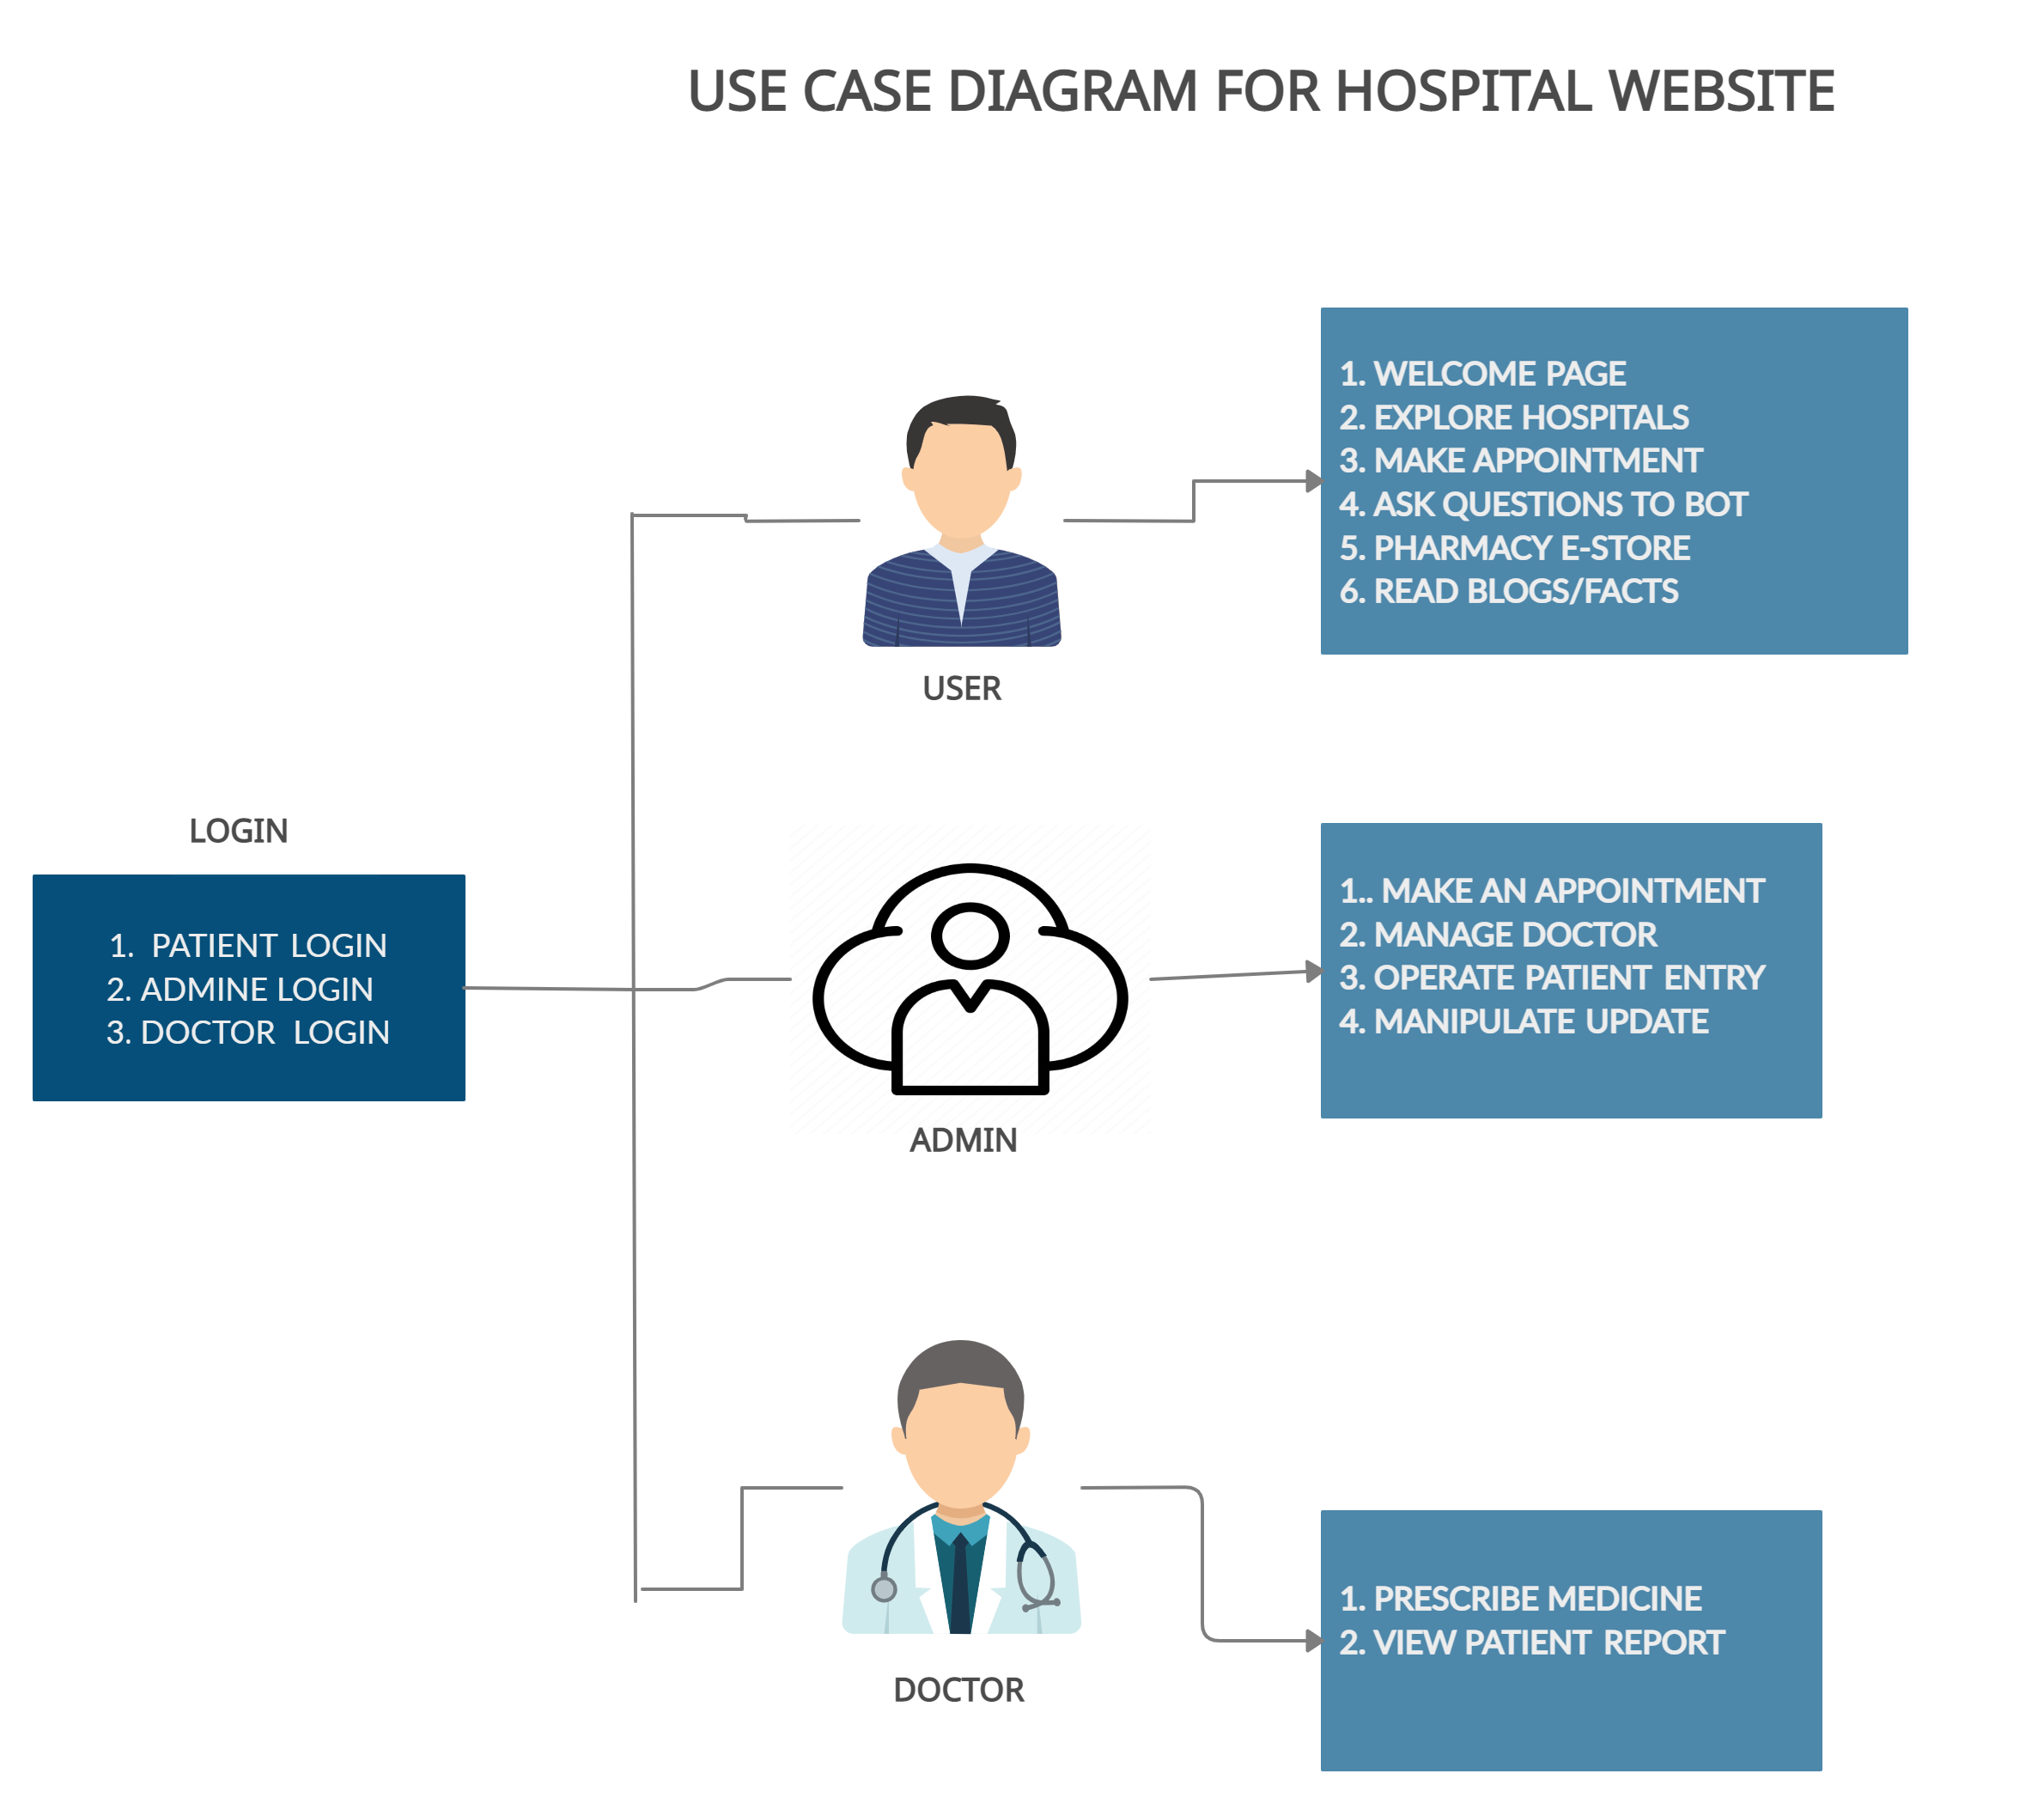 USE CASE DIAGRAM FOR HOSPITAL WEBSITE
1. WELCOME PAGE
2. EXPLORE HOSPITALS
3. MAKE APPOINTMENT
4. ASK QUESTIONS TO BOT
5. PHARMACY E-STORE
6. READ BLOGS/FACTS
USER
LOGIN
1. PATIENT LOGIN
2. ADMINE LOGIN
3. DOCTOR LOGIN
1.. MAKE AN APPOINTMENT
2. MANAGE DOCTOR
3. OPERATE PATIENT ENTRY
4. MANIPULATE UPDATE
ADMIN
1. PRESCRIBE MEDICINE
2. VIEW PATIENT REPORT
DOCTOR